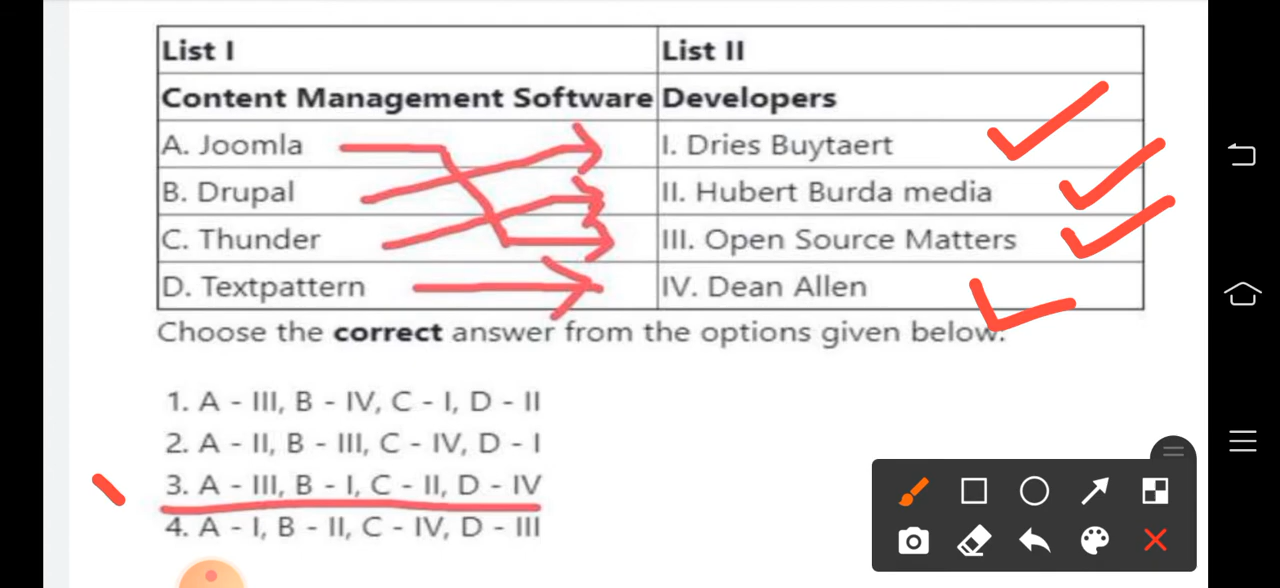 List I List II
Content Management Software Developers
A. Joomla I. Dries Buytaert
B. Drupal II. Hubert Burda media
C. Thunder III. Open Source Matters
D. Textpattern IV. Dean Allen
Choose the correct answer from the options given below:
1. A - III, B - IV, C - I, D - II
2. A - II, B - III, C - IV, D - I
3. A - III, B - I, C - II, D - IV
4. A - I, B - II, C - IV, D - III